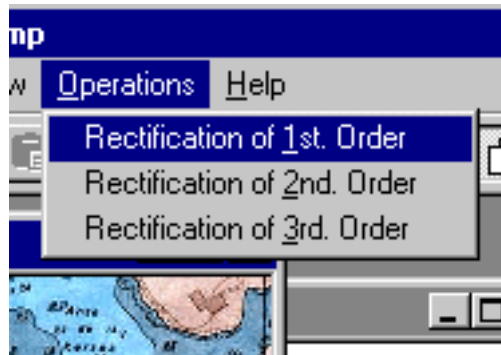 mp
w Operations Help
Rectification of 1st. Order
Rectification of 2nd. Order
Rectification of 3rd. Order